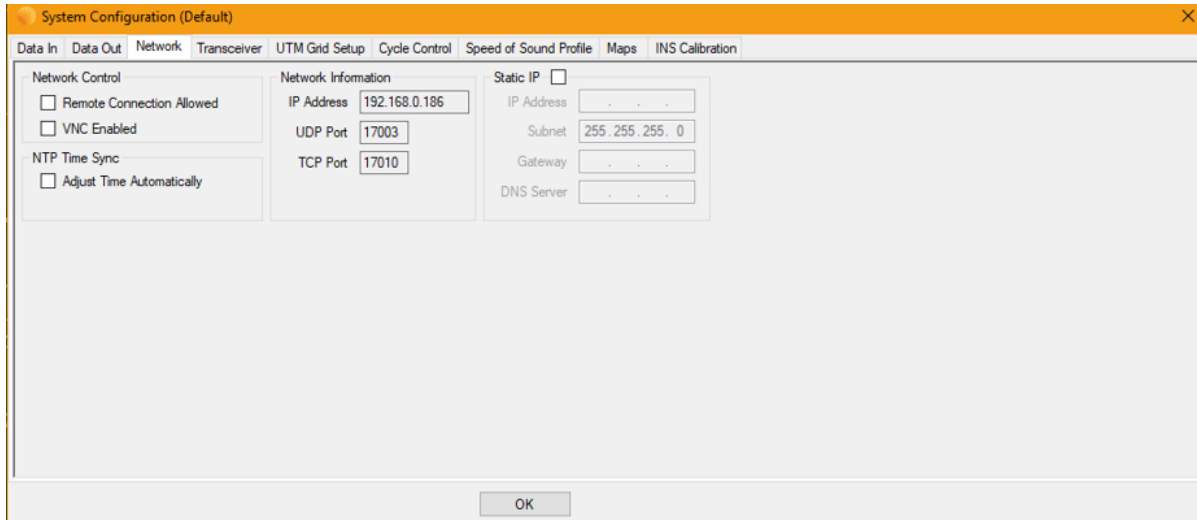 System Configuration (Default)
Data In Data Out Network Transceiver UTM Grid Setup Cycle Control Speed of Sound Profile Maps INS Calibration
Network Control
Remote Connection Allowed
VNC Enabled
NTP Time Sync
Adjust Time Automatically
Network Information
IP Address 192.168.0.186
UDP Port 17003
TCP Port 17010
Static IP
IP Address . . .
Subnet 255 . 255 . 255 . 0
Gateway . . .
DNS Server . . .
OK